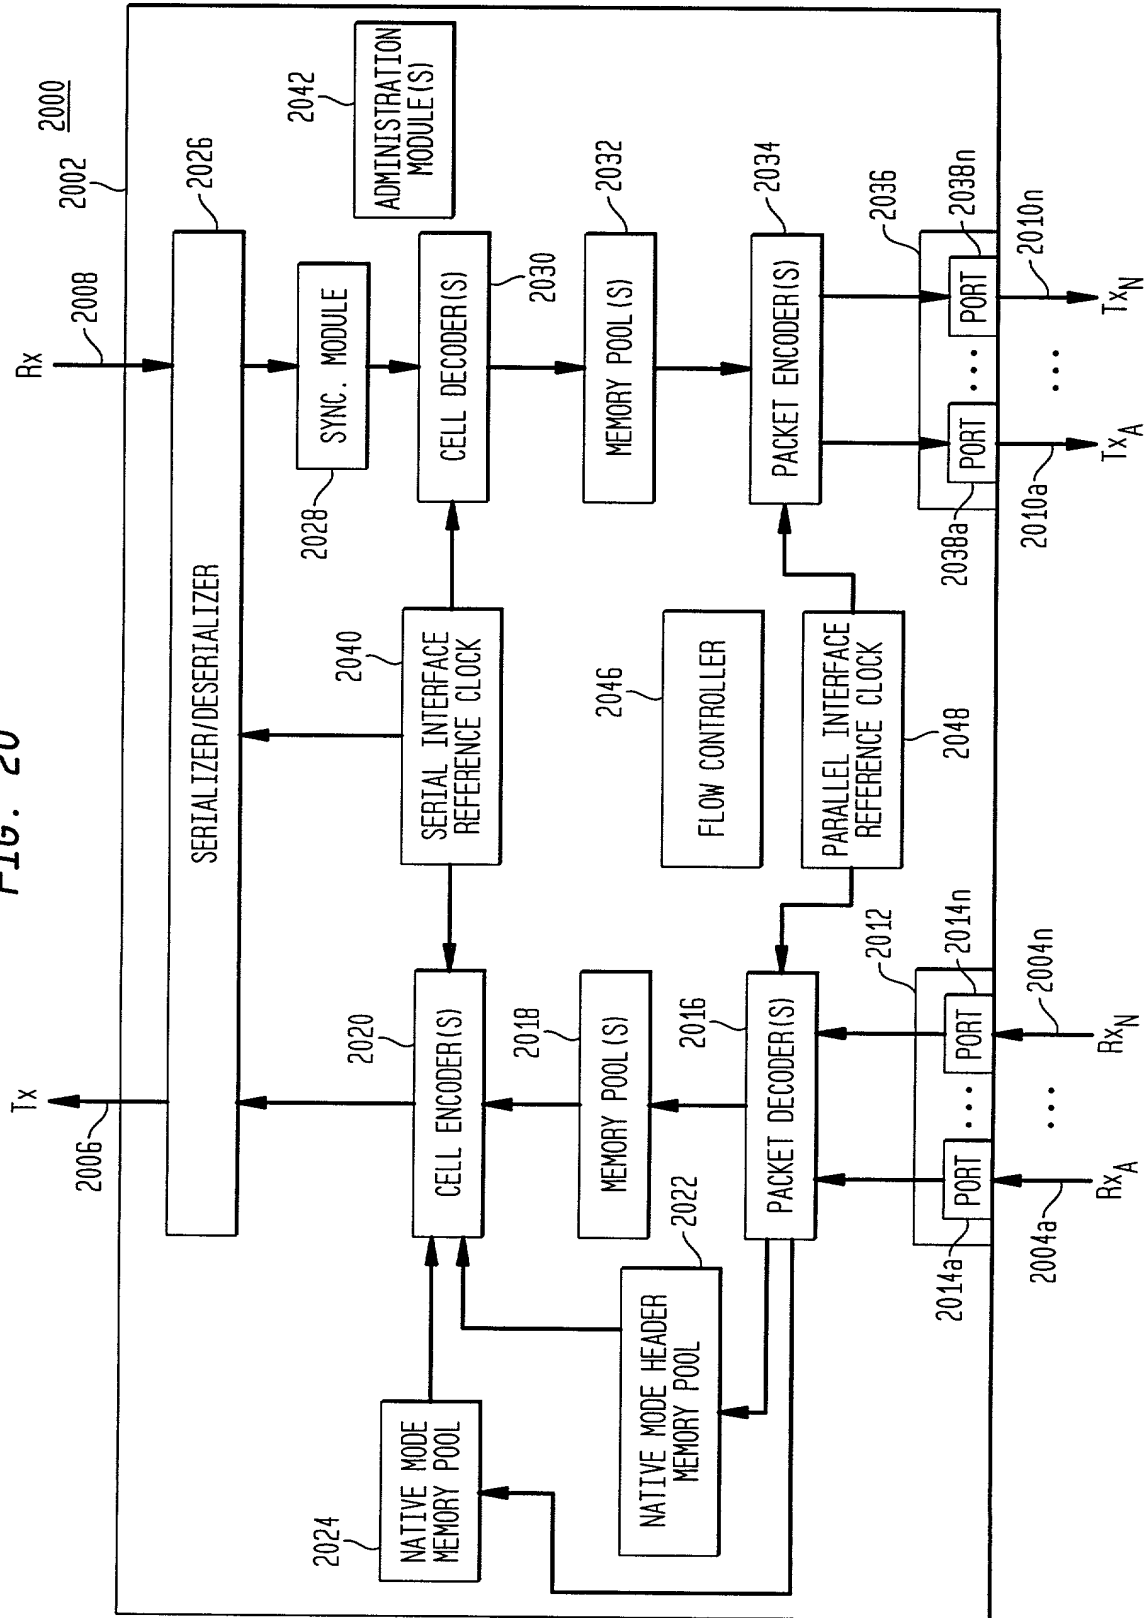 FIG. 20
2000
2002
Tx
2006
Rx
2008
SERIALIZER/DESERIALIZER
2026
2024
NATIVE MODE
MEMORY POOL
2020
CELL ENCODER(S)
2040
SERIAL INTERFACE
REFERENCE CLOCK
2028
SYNC. MODULE
CELL DECODER(S)
2030
2042
ADMINISTRATION
MODULE(S)
2022
NATIVE MODE HEADER
MEMORY POOL
2018
MEMORY POOL(S)
2046
FLOW CONTROLLER
MEMORY POOL(S)
2032
2016
PACKET DECODER(S)
PARALLEL INTERFACE
REFERENCE CLOCK
2048
PACKET ENCODER(S)
2034
2012
2014a
PORT
...
PORT
2014n
2036
2038a
PORT
...
PORT
2038n
2004a
...
2004n
2010a
...
2010n
RxA
RxN
TxA
TxN